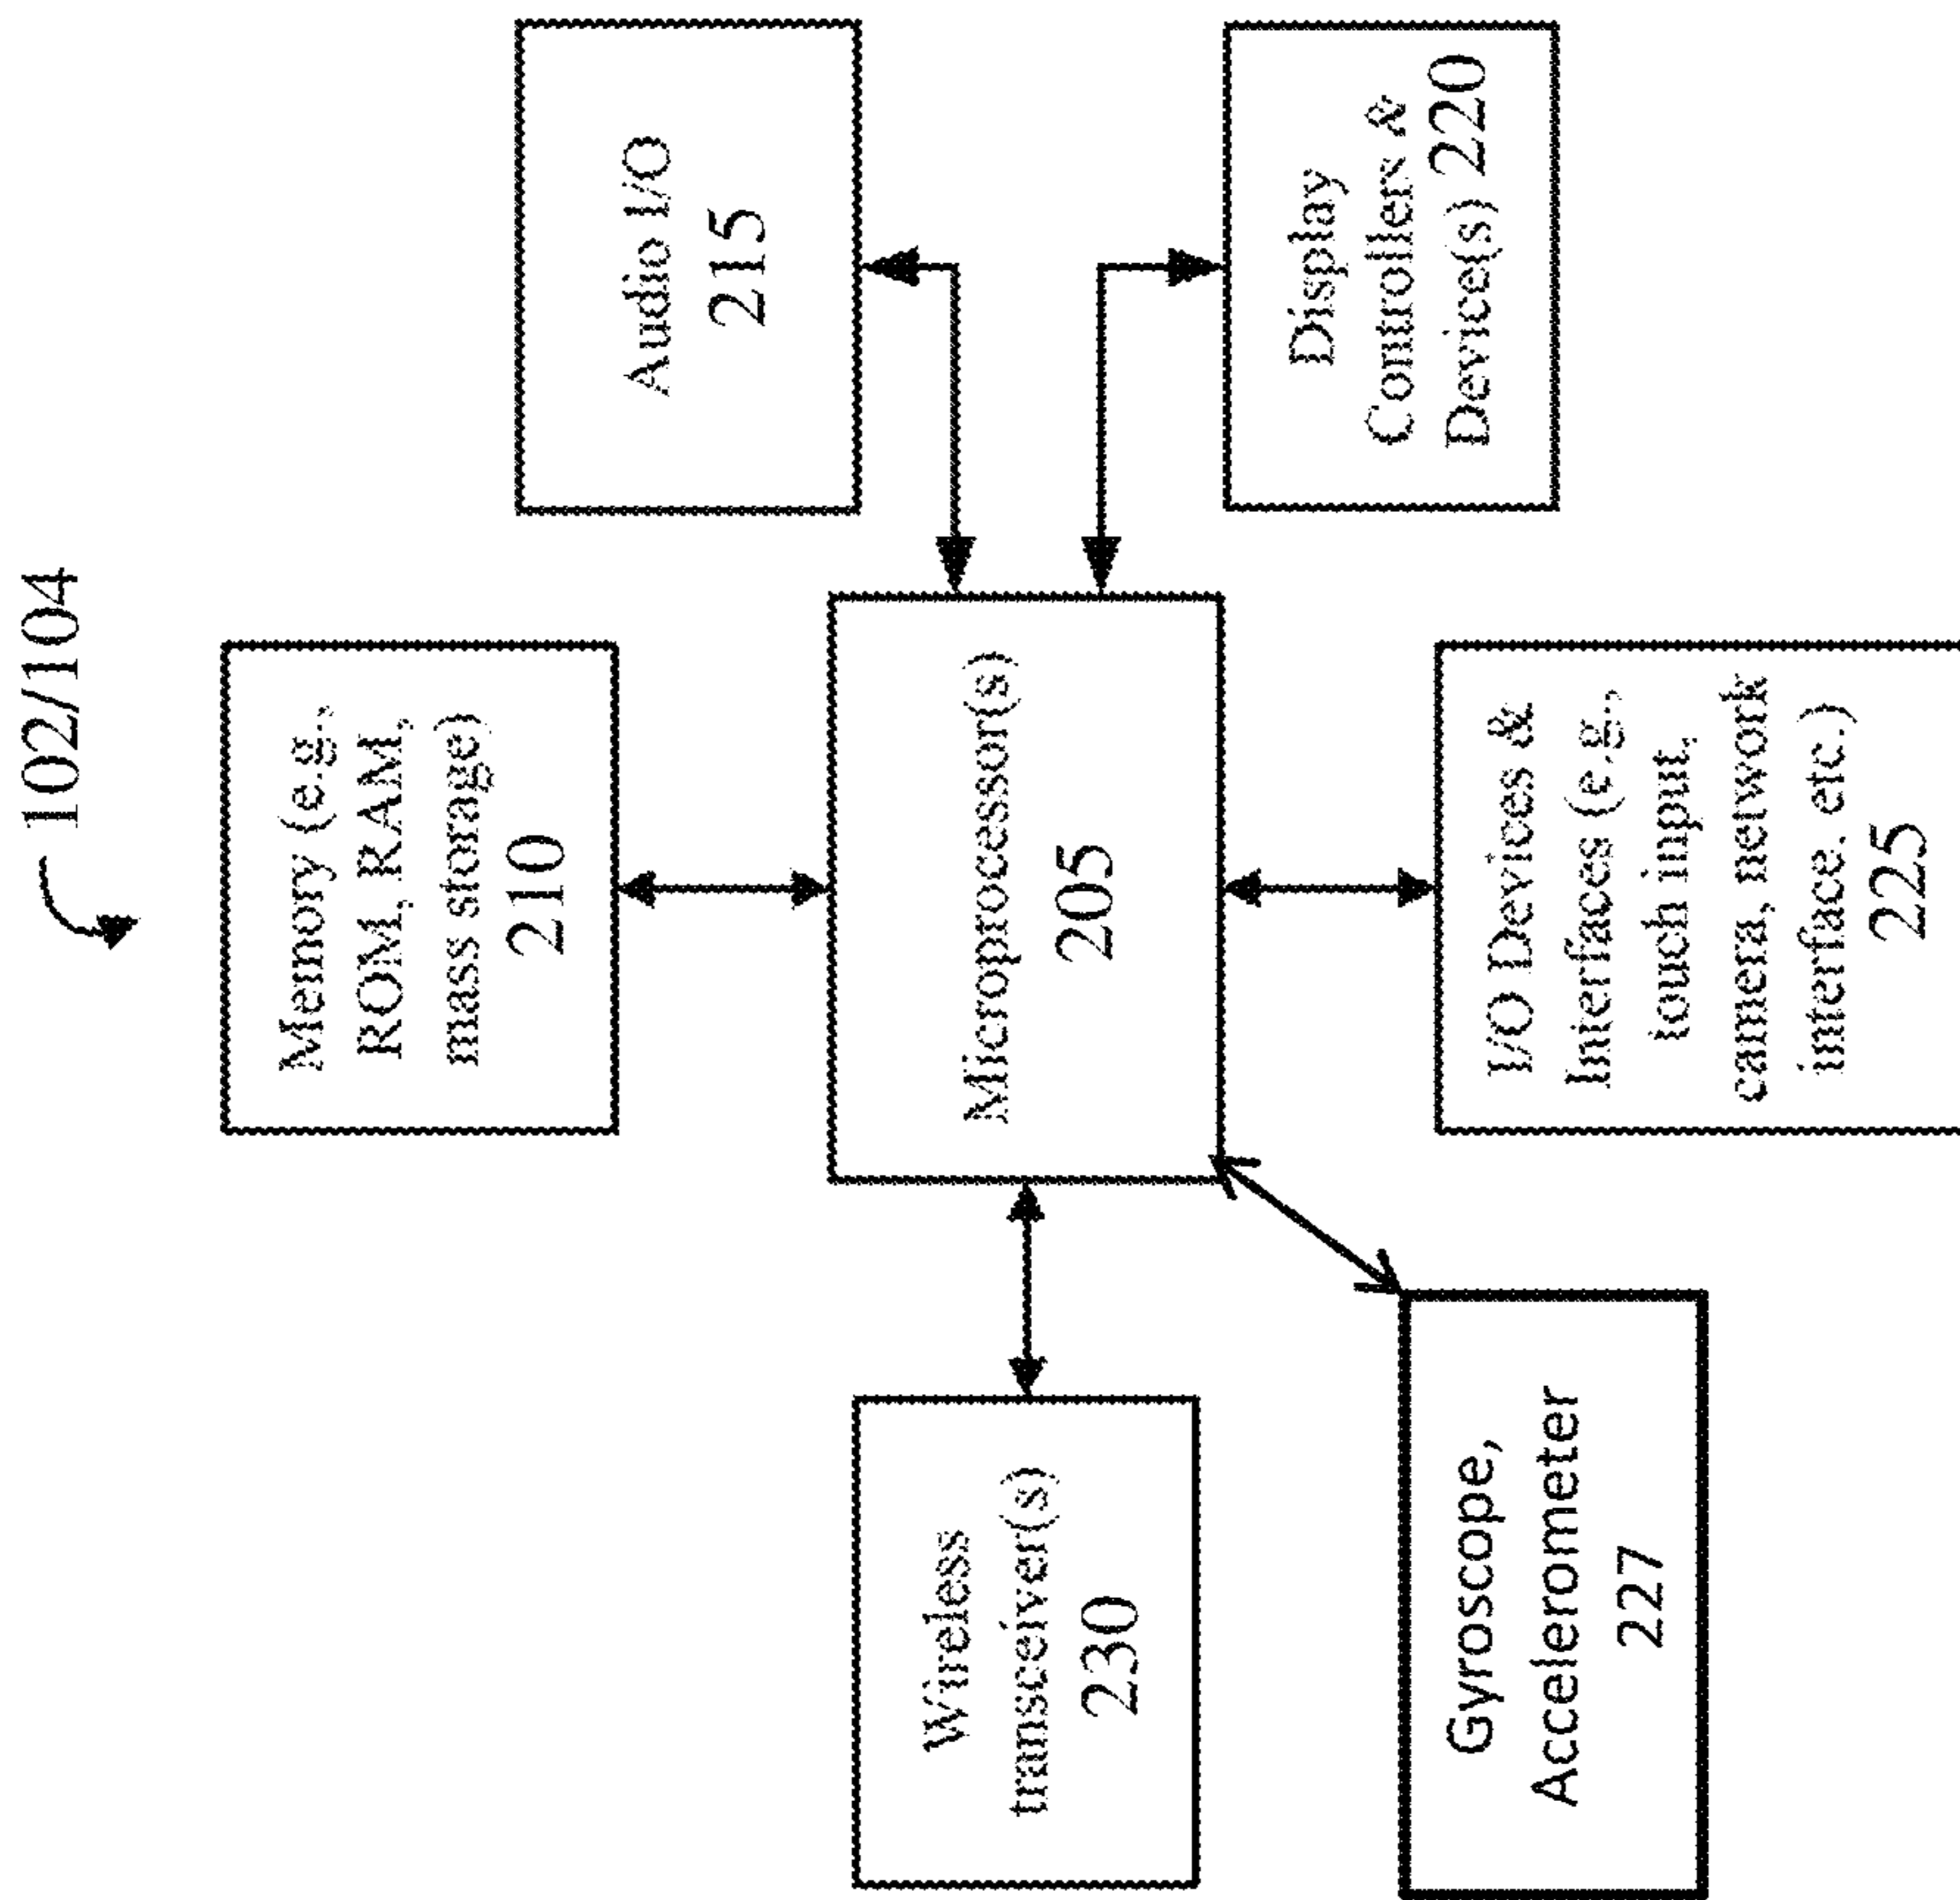 102/104
Memory (e.g.,
ROM, RAM,
mass storage)
210
Audio I/O
215
Microprocessor(s)
205
Wireless
transceiver(s)
230
Display
Controllers &
Device(s) 220
I/O Devices &
Interfaces (e.g.,
touch input,
camera, network
interface, etc.)
225
Gyroscope,
Accelerometer
227